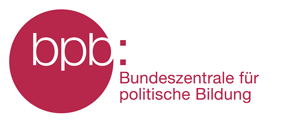 bpb:
Bundeszentrale für
politische Bildung